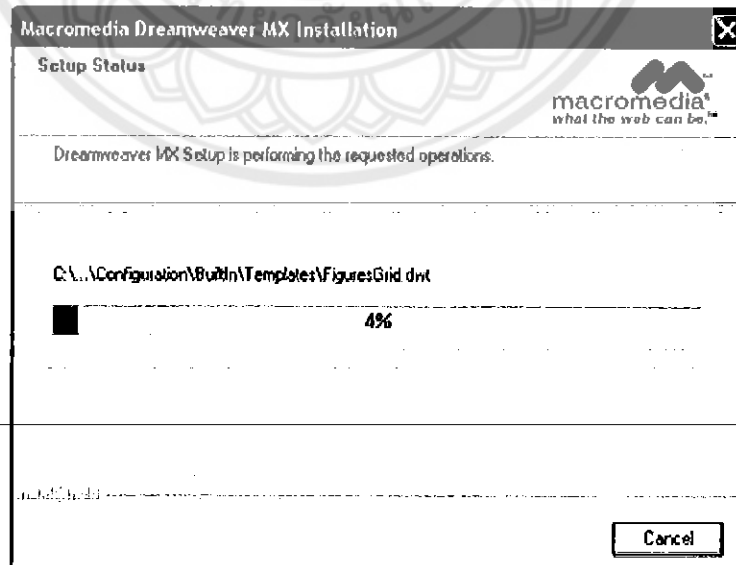 Macromedia Dreamweaver MX Installation
Setup Status
macromedia
what the web can be.™
Dreamweaver MX Setup is performing the requested operations.
C:\...\Configuration\BuiltIn\Templates\FiguresGrid.dwt
4%
Cancel